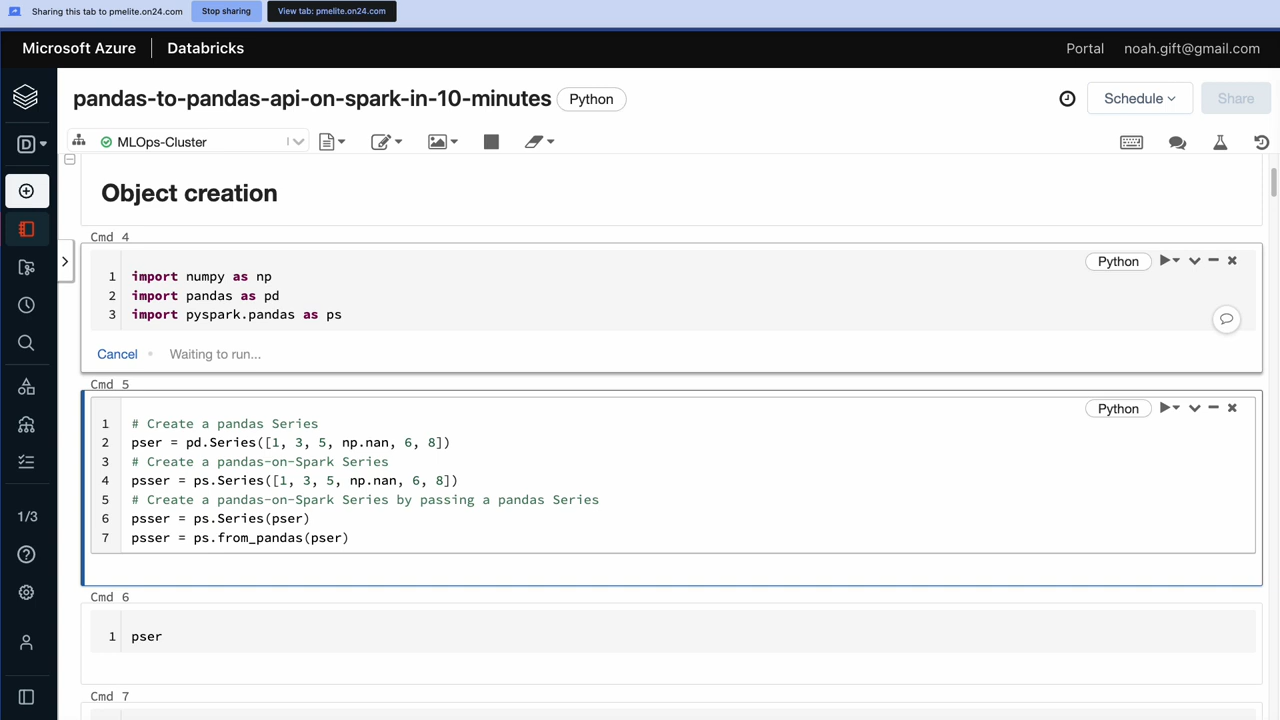 Sharing this tab to pmelite.on24.com Stop sharing View tab: pmelite.on24.com
Microsoft Azure Databricks Portal noah.gift@gmail.com
pandas-to-pandas-api-on-spark-in-10-minutes Python Schedule Share
D MLOps-Cluster
Object creation
Cmd 4
Python
1 import numpy as np
2 import pandas as pd
3 import pyspark.pandas as ps
Cancel Waiting to run...
Cmd 5
Python
1 # Create a pandas Series
2 pser = pd.Series([1, 3, 5, np.nan, 6, 8])
3 # Create a pandas-on-Spark Series
4 psser = ps.Series([1, 3, 5, np.nan, 6, 8])
5 # Create a pandas-on-Spark Series by passing a pandas Series
6 psser = ps.Series(pser)
7 psser = ps.from_pandas(pser)
1/3
Cmd 6
1 pser
Cmd 7